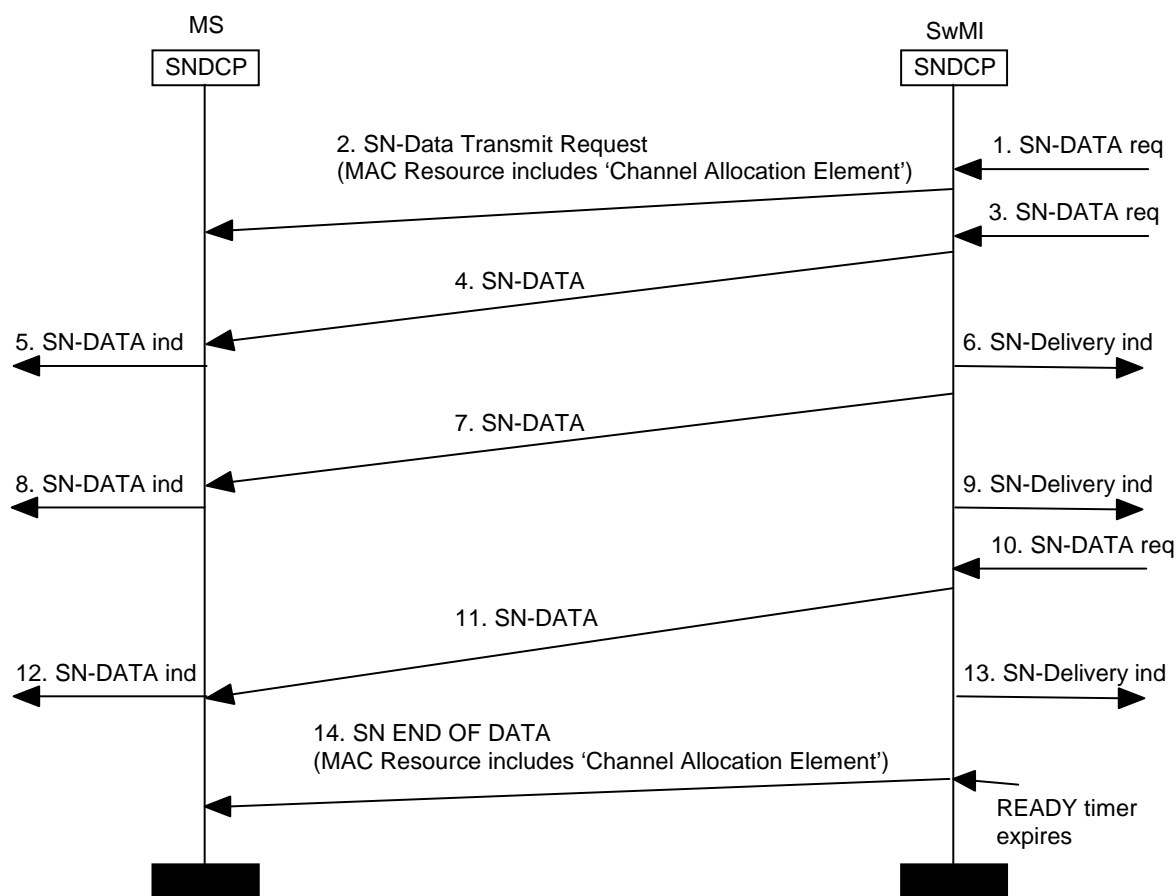 MS
SwMI
SNDCP
SNDCP
2. SN-Data Transmit Request
(MAC Resource includes ‘Channel Allocation Element’)
1. SN-DATA req
3. SN-DATA req
4. SN-DATA
5. SN-DATA ind
6. SN-Delivery ind
7. SN-DATA
8. SN-DATA ind
9. SN-Delivery ind
10. SN-DATA req
11. SN-DATA
12. SN-DATA ind
13. SN-Delivery ind
14. SN END OF DATA
(MAC Resource includes ‘Channel Allocation Element’)
READY timer
expires